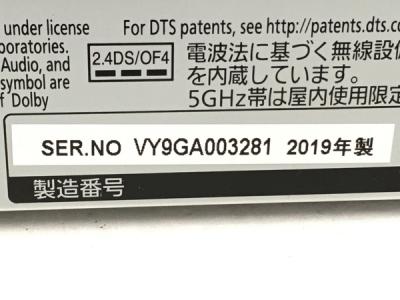 under license
For DTS patents, see http://patents.dts.c
aboratories.
Audio, and
symbol are
of Dolby
2.4DS/OF4
電波法に基づく無線設
を内蔵しています。
5GHz帯は屋内使用限定
SER.NO VY9GA003281 2019年製
製造番号